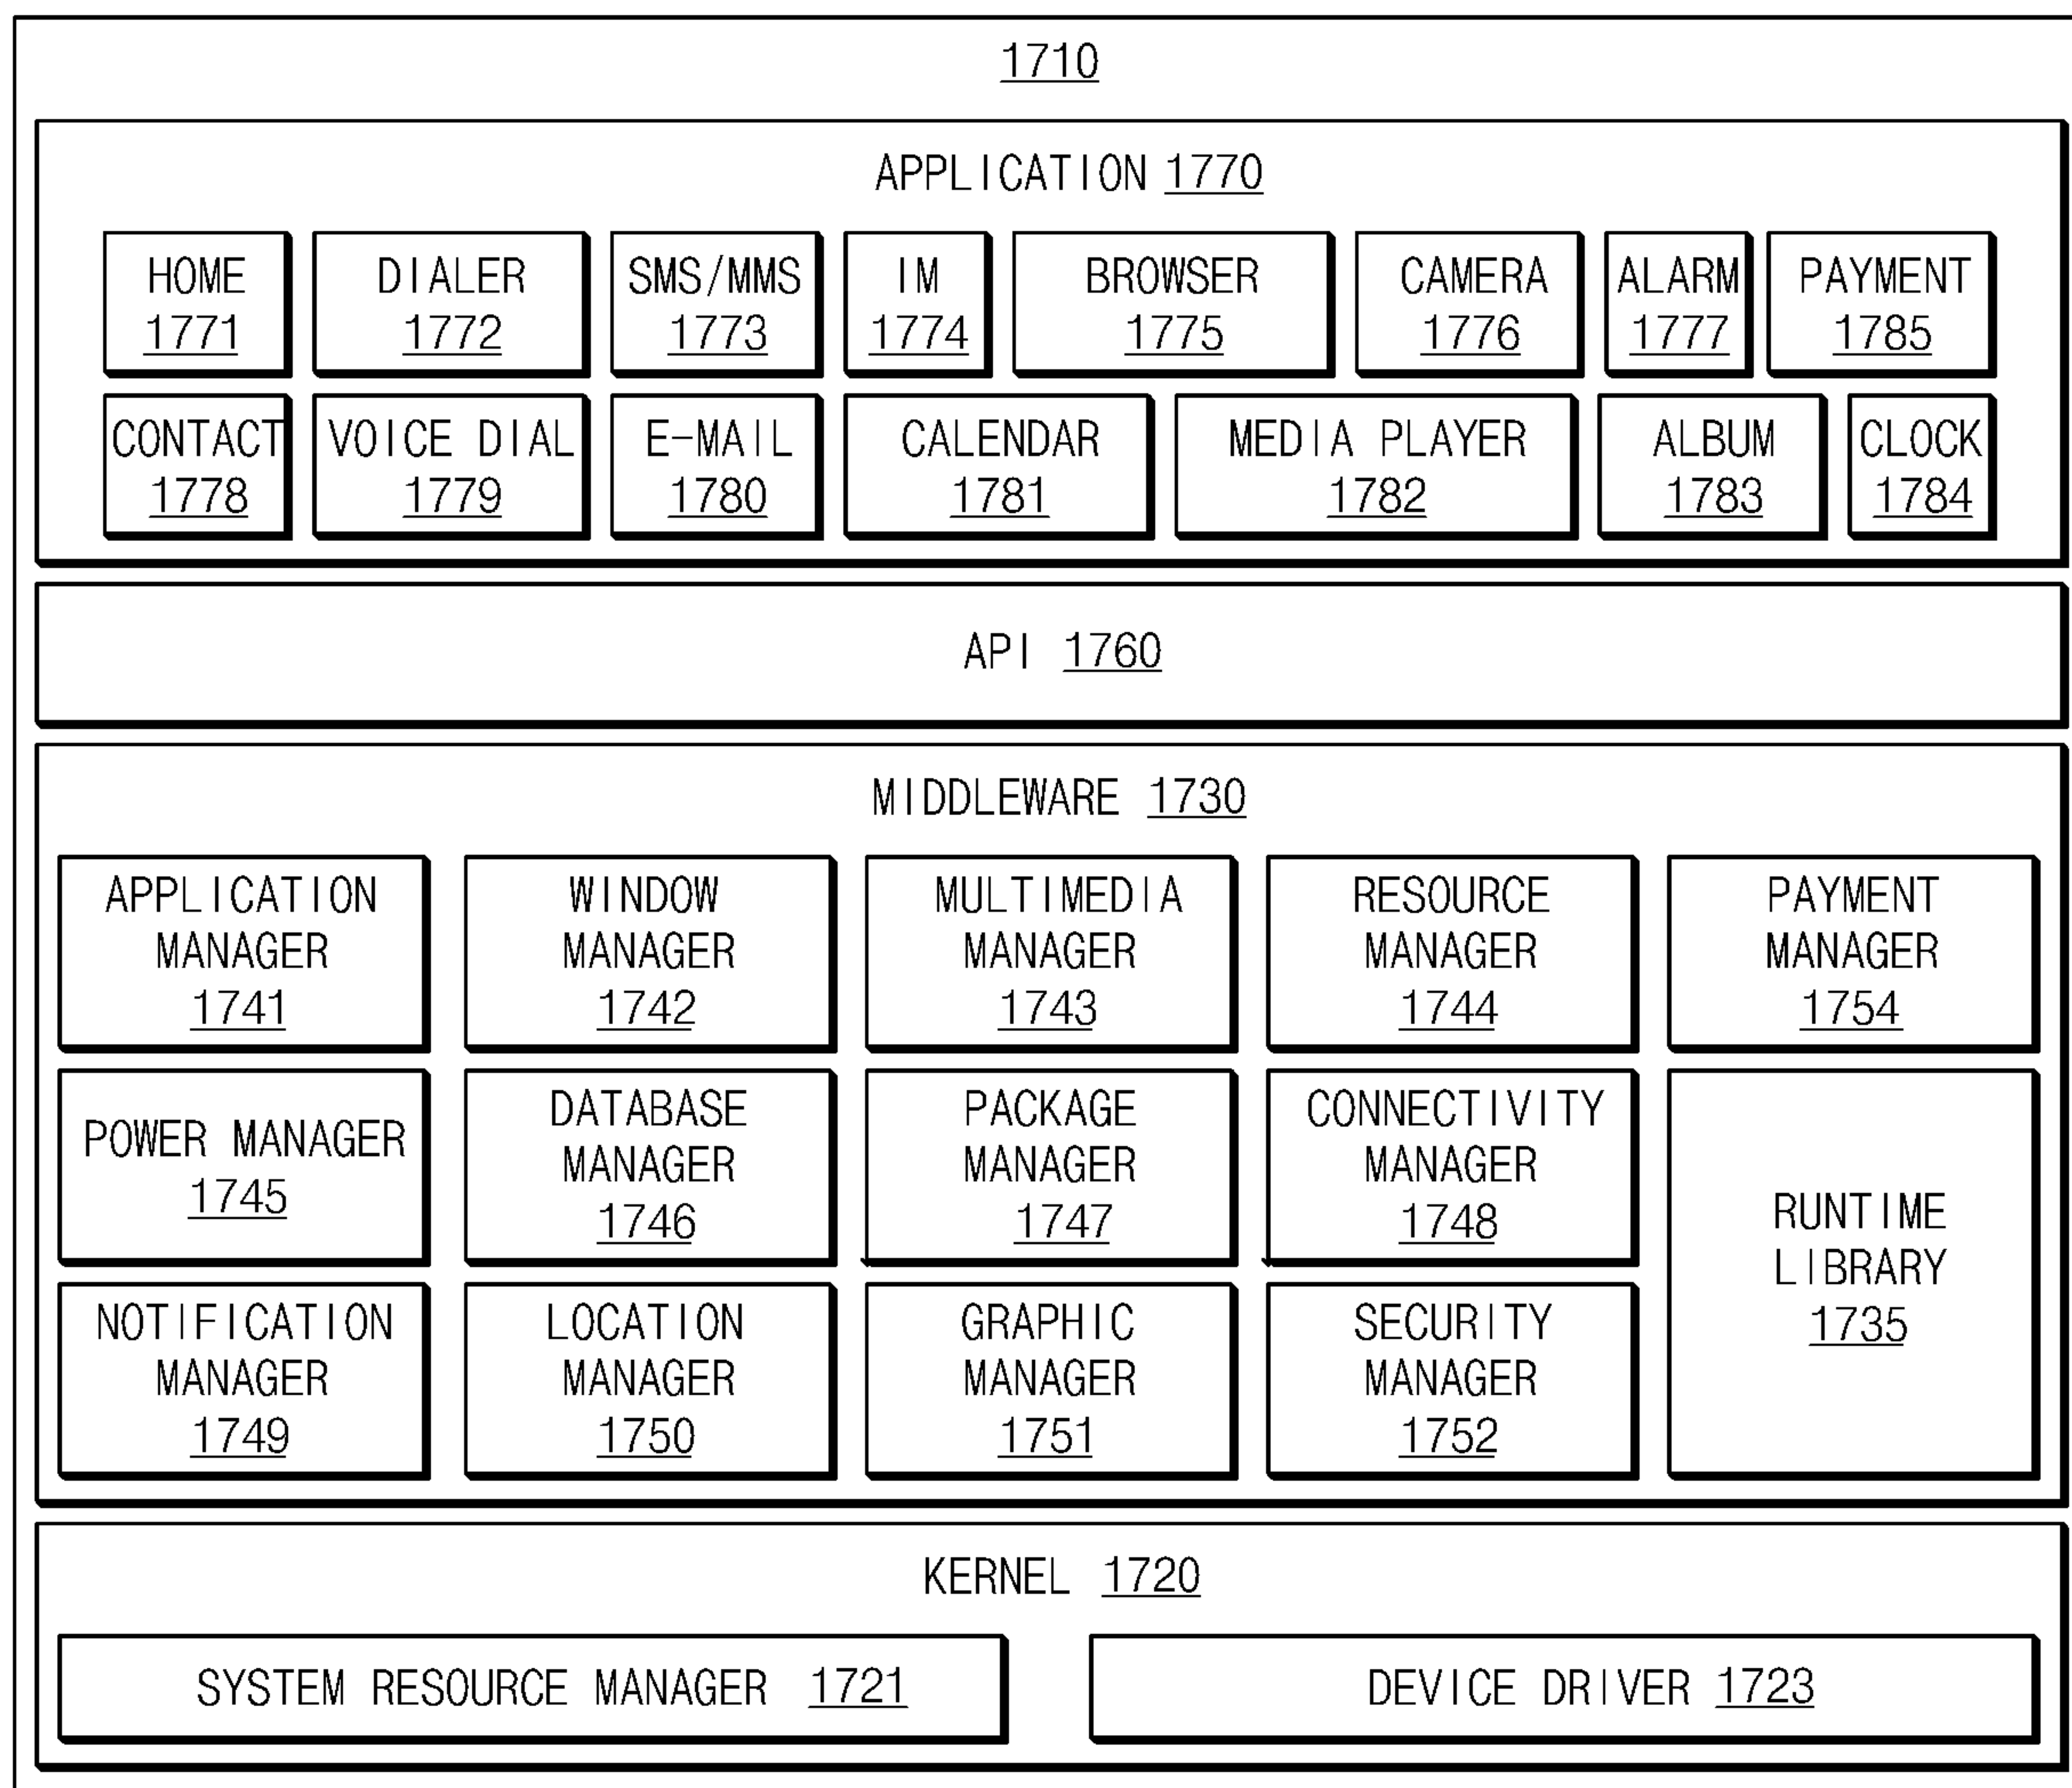 1710
APPLICATION 1770
HOME
1771
DIALER
1772
SMS/MMS
1773
IM
1774
BROWSER
1775
CAMERA
1776
ALARM
1777
PAYMENT
1785
CONTACT
1778
VOICE DIAL
1779
E-MAIL
1780
CALENDAR
1781
MEDIA PLAYER
1782
ALBUM
1783
CLOCK
1784
API 1760
MIDDLEWARE 1730
APPLICATION
MANAGER
1741
WINDOW
MANAGER
1742
MULTIMEDIA
MANAGER
1743
RESOURCE
MANAGER
1744
PAYMENT
MANAGER
1754
POWER MANAGER
1745
DATABASE
MANAGER
1746
PACKAGE
MANAGER
1747
CONNECTIVITY
MANAGER
1748
RUNTIME
LIBRARY
1735
NOTIFICATION
MANAGER
1749
LOCATION
MANAGER
1750
GRAPHIC
MANAGER
1751
SECURITY
MANAGER
1752
KERNEL 1720
SYSTEM RESOURCE MANAGER 1721
DEVICE DRIVER 1723